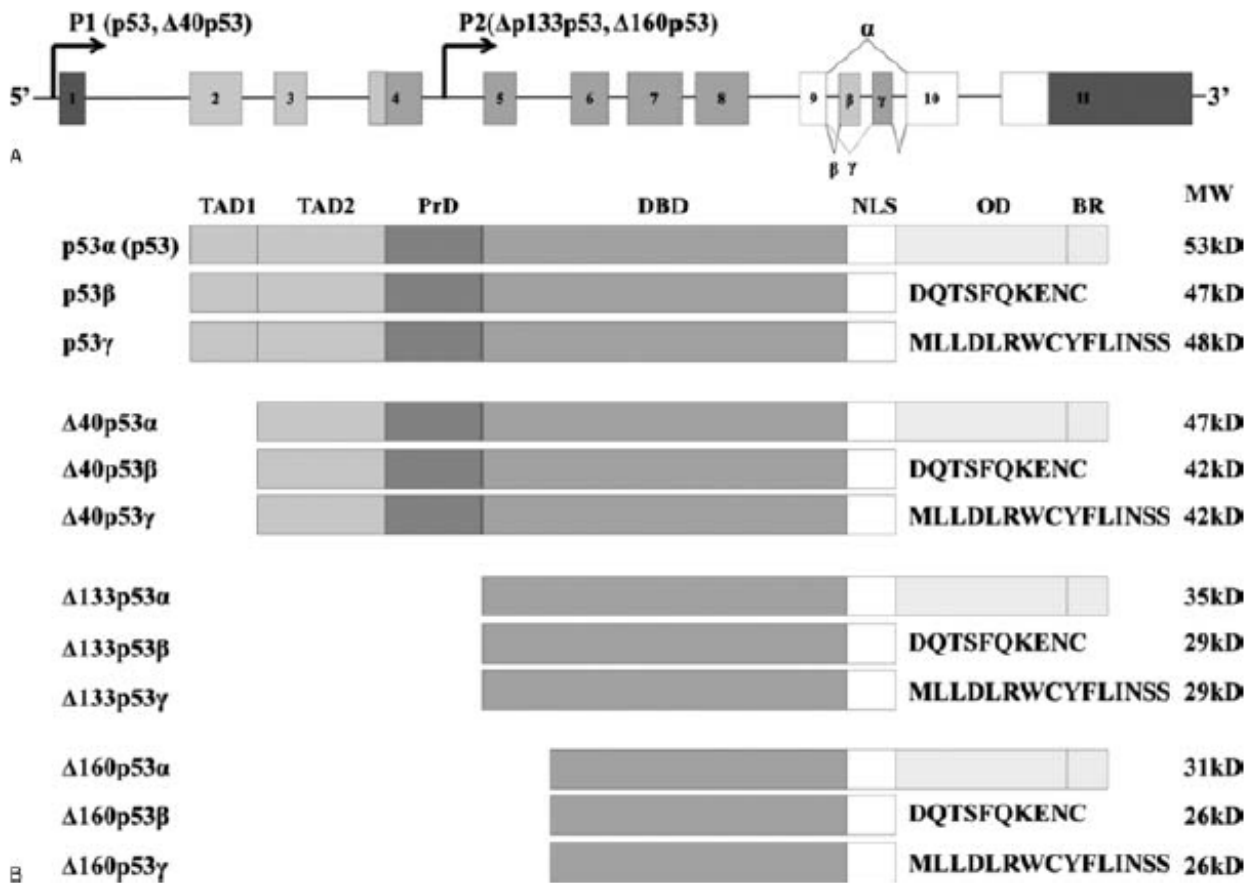 P1 (p53, Δ40p53) P2(Δp133p53, Δ160p53) α
5’ 1 2 3 4 5 6 7 8 9 β γ 10 11 3’
A β γ
TAD1 TAD2 PrD DBD NLS OD BR MW
p53α (p53) 53kD
p53β DQTSFQKENC 47kD
p53γ MLLDLRWCYFLINSS 48kD
Δ40p53α 47kD
Δ40p53β DQTSFQKENC 42kD
Δ40p53γ MLLDLRWCYFLINSS 42kD
Δ133p53α 35kD
Δ133p53β DQTSFQKENC 29kD
Δ133p53γ MLLDLRWCYFLINSS 29kD
Δ160p53α 31kD
Δ160p53β DQTSFQKENC 26kD
Δ160p53γ MLLDLRWCYFLINSS 26kD
B